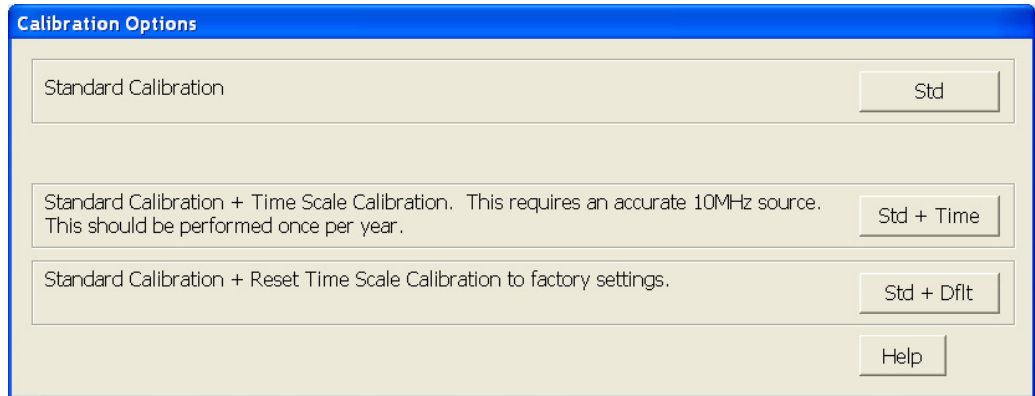 Calibration Options
Standard Calibration
Std
Standard Calibration + Time Scale Calibration.  This requires an accurate 10MHz source.
This should be performed once per year.
Std + Time
Standard Calibration + Reset Time Scale Calibration to factory settings.
Std + Dflt
Help